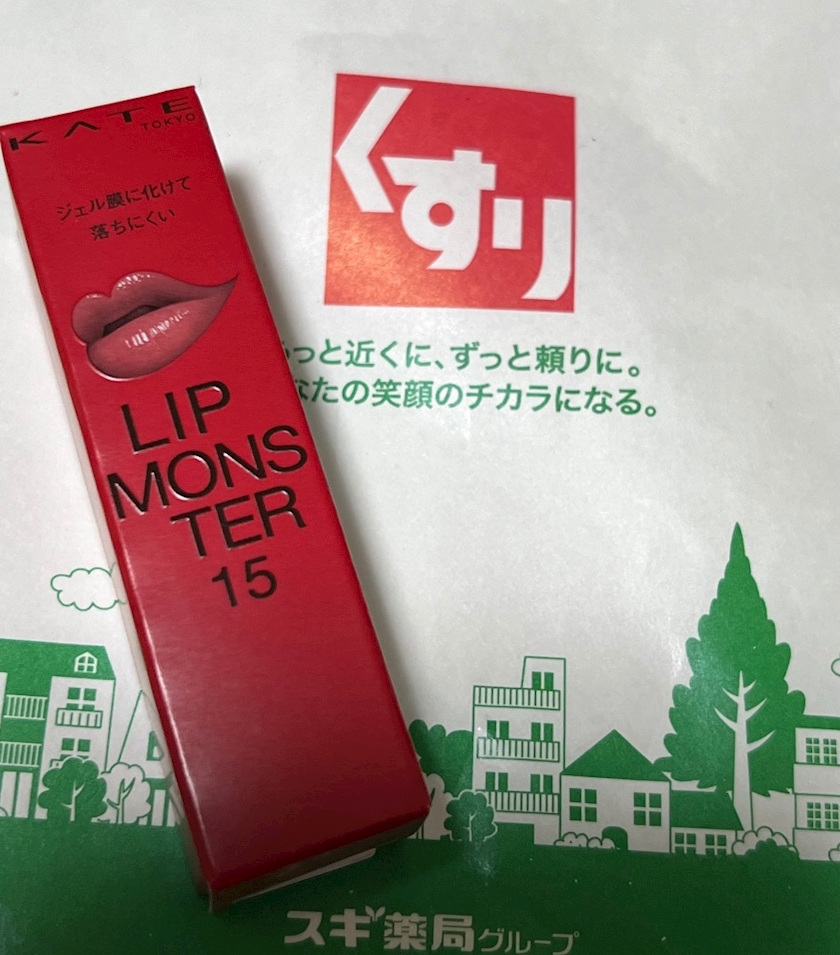 KATE
TOKYO
ジェル膜に化けて
落ちにくい
LIP
MONS
TER
15
くすり
っと近くに、ずっと頼りに。
なたの笑顔のチカラになる。
スギ薬局グループ